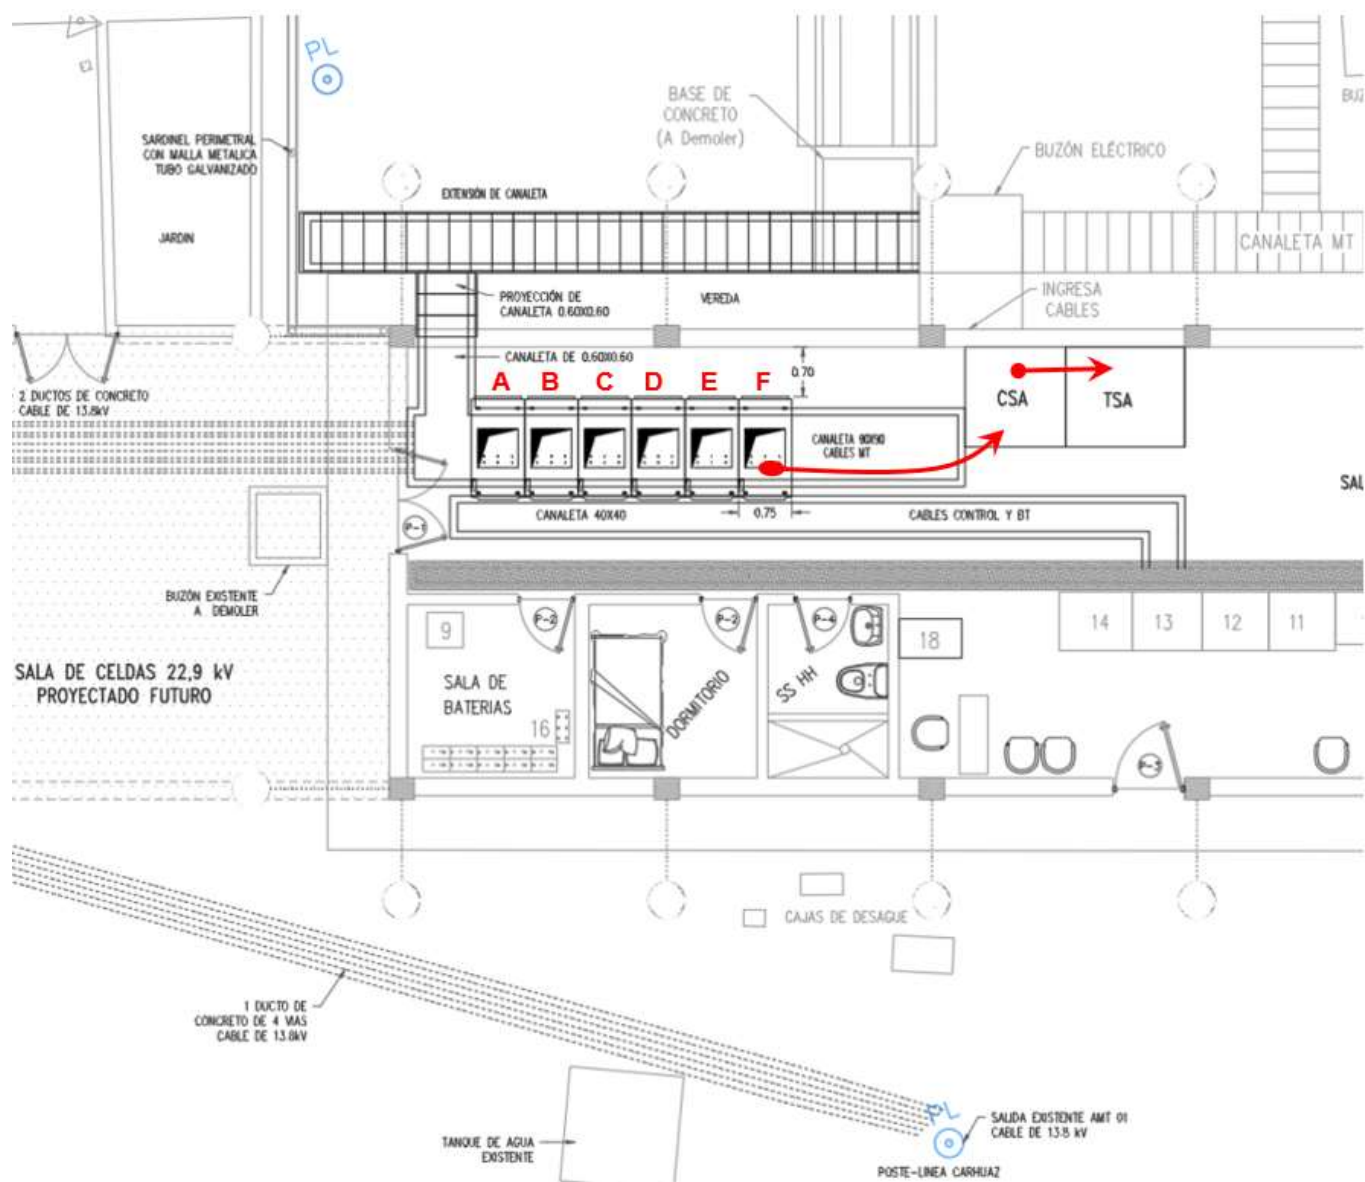 PL
SARDINEL PERIMETRAL
CON MALLA METALICA
TUBO GALVANIZADO
JARDIN
BASE DE
CONCRETO
(A Demoler)
BUZÓN ELÉCTRICO
EXTENSIÓN DE CANALETA
CANALETA MT
PROYECCIÓN DE
CANALETA 0.60X0.60
VEREDA
INGRESA
CABLES
CANALETA DE 0.60X0.60
0.70
2 DUCTOS DE CONCRETO
CABLE DE 13.8kV
A B C D E F
CSA
TSA
CANALETA 90X90
CABLES MT
CANALETA 40X40
0.75
CABLES CONTROL Y BT
SAL
P-1
BUZÓN EXISTENTE
A DEMOLER
SALA DE CELDAS 22,9 kV
PROYECTADO FUTURO
9
P-2
P-2
P-4
18
14
13
12
11
SALA DE
BATERIAS
16
DORMITORIO
SS HH
P-3
CAJAS DE DESAGUE
1 DUCTO DE
CONCRETO DE 4 VIAS
CABLE DE 13.8kV
TANQUE DE AGUA
EXISTENTE
PL
SALIDA EXISTENTE AMT 01
CABLE DE 13.8 kV
POSTE-LINEA CARHUAZ